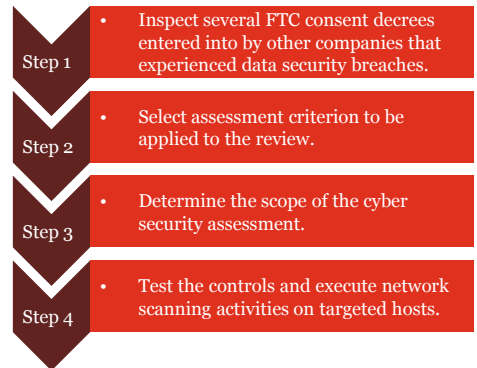 Step 1
• Inspect several FTC consent decrees
entered into by other companies that
experienced data security breaches.
Step 2
• Select assessment criterion to be
applied to the review.
Step 3
• Determine the scope of the cyber
security assessment.
Step 4
• Test the controls and execute network
scanning activities on targeted hosts.